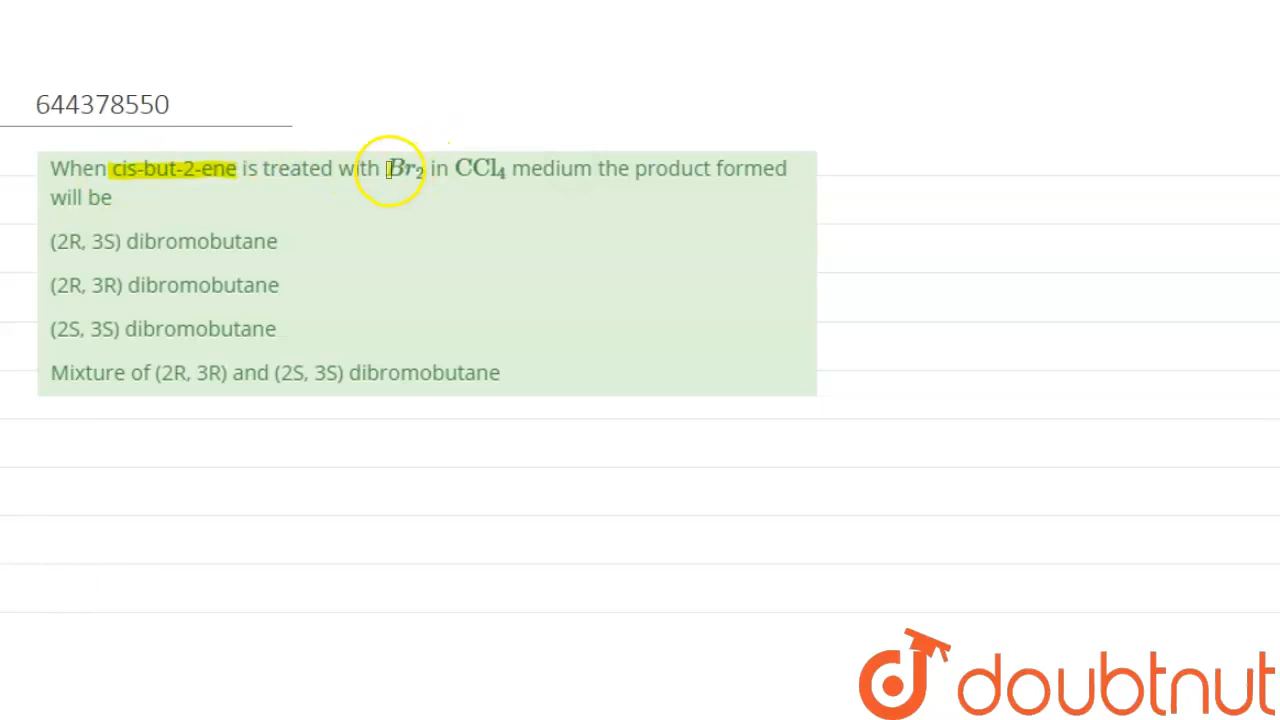 644378550
When cis-but-2-ene is treated with Br₂ in CCl₄ medium the product formed
will be
(2R, 3S) dibromobutane
(2R, 3R) dibromobutane
(2S, 3S) dibromobutane
Mixture of (2R, 3R) and (2S, 3S) dibromobutane
doubtnut